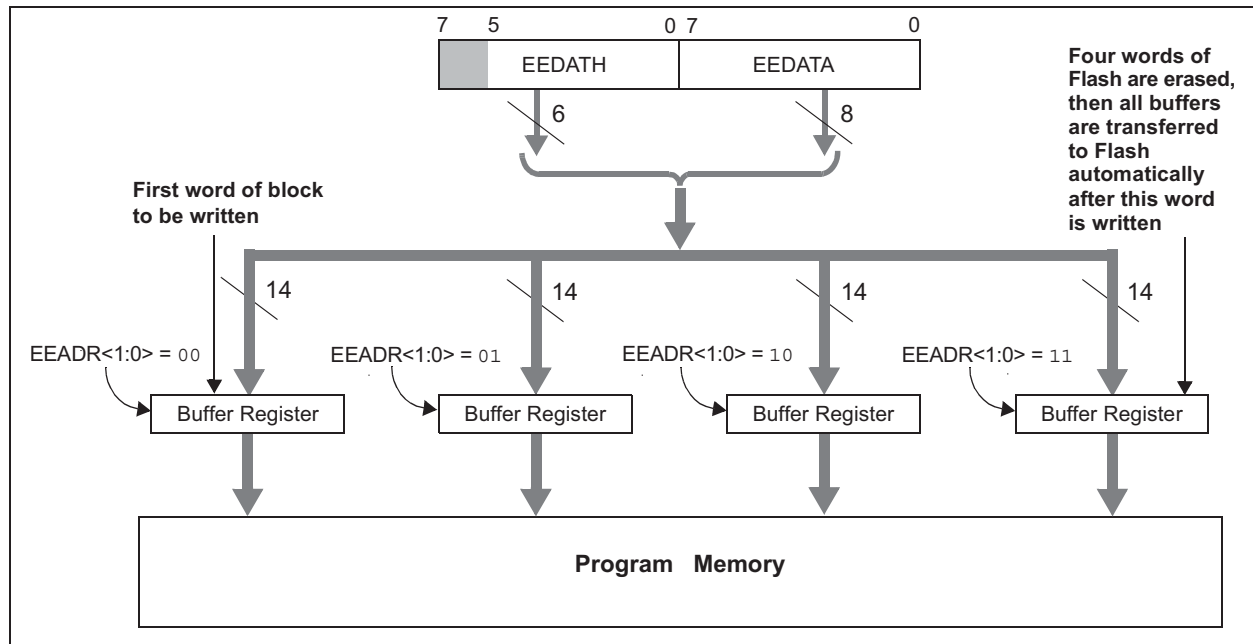 7 5 0 7 0
EEDATH EEDATA
6 8
First word of block
to be written
Four words of
Flash are erased,
then all buffers
are transferred
to Flash
automatically
after this word
is written
14 14 14 14
EEADR<1:0> = 00 EEADR<1:0> = 01 EEADR<1:0> = 10 EEADR<1:0> = 11
Buffer Register Buffer Register Buffer Register Buffer Register
Program Memory